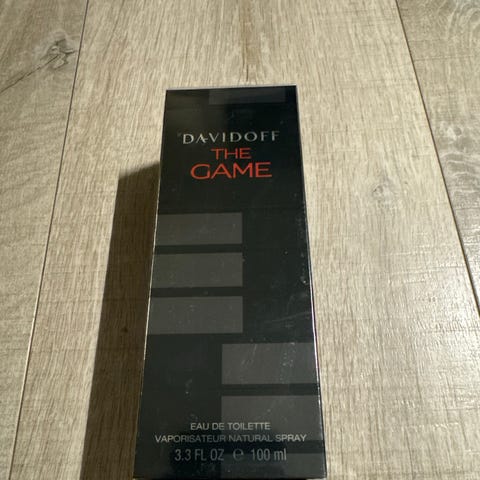 DAVIDOFF
THE
GAME
EAU DE TOILETTE
VAPORISATEUR NATURAL SPRAY
3.3 FL OZ ℮ 100 ml